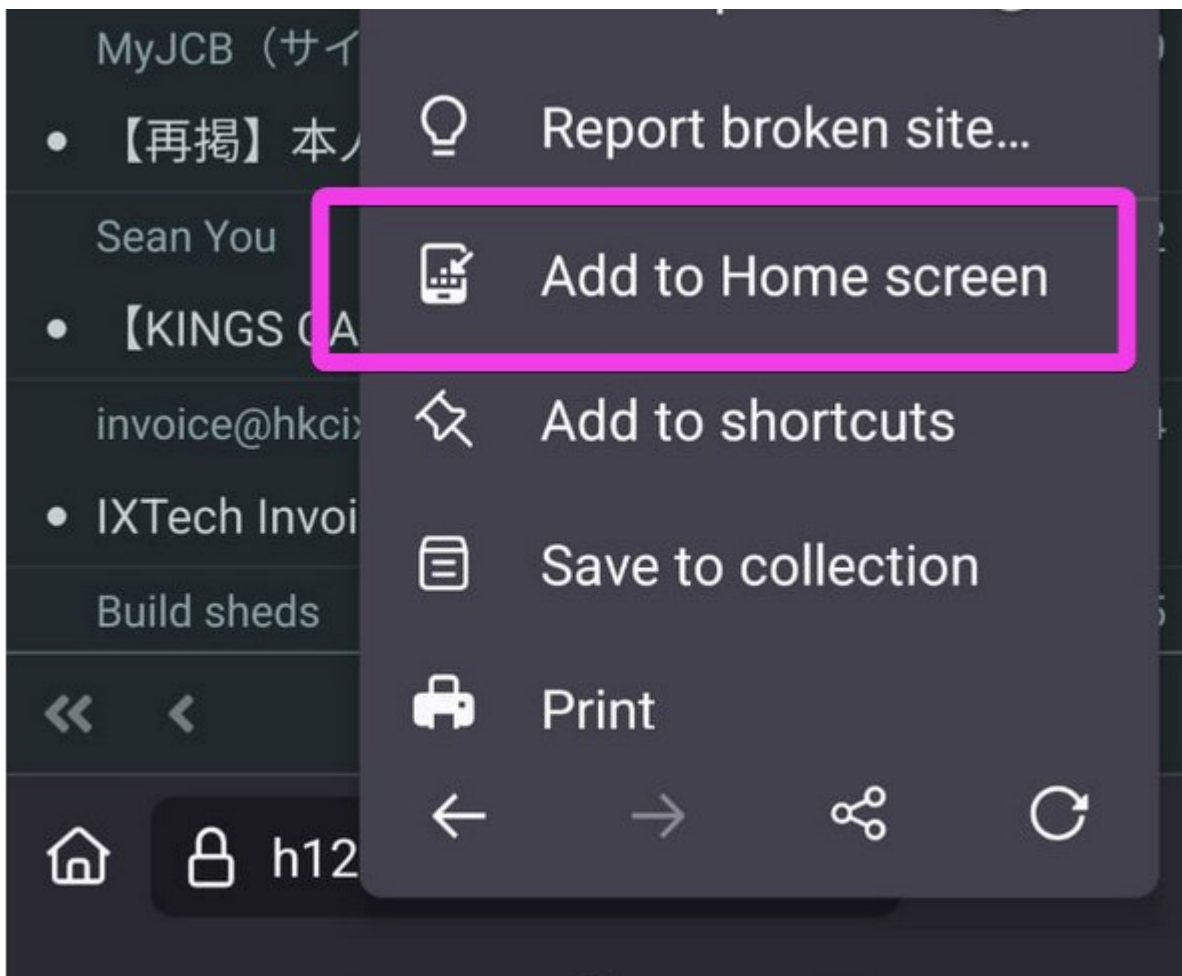 MyJCB（サイ
Report broken site...
• 【再掲】本人
Add to Home screen
Sean You
• 【KINGS CA
Add to shortcuts
invoice@hkcix
• IXTech Invoi
Save to collection
Build sheds
Print
h12